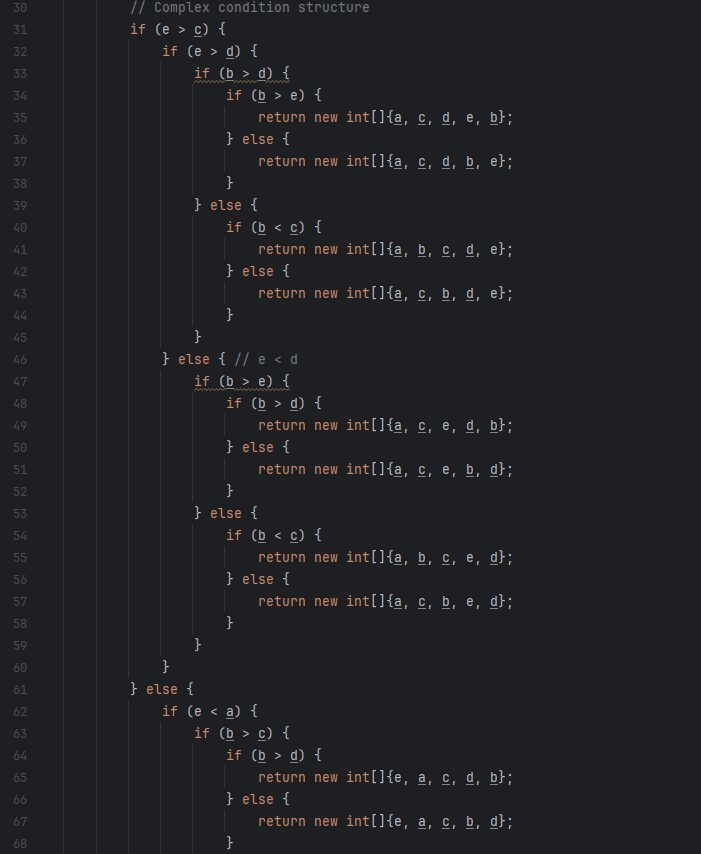 30 // Complex condition structure
31 if (e > c) {
32 if (e > d) {
33 if (b > d) {
34 if (b > e) {
35 return new int[]{a, c, d, e, b};
36 } else {
37 return new int[]{a, c, d, b, e};
38 }
39 } else {
40 if (b < c) {
41 return new int[]{a, b, c, d, e};
42 } else {
43 return new int[]{a, c, b, d, e};
44 }
45 }
46 } else { // e < d
47 if (b > e) {
48 if (b > d) {
49 return new int[]{a, c, e, d, b};
50 } else {
51 return new int[]{a, c, e, b, d};
52 }
53 } else {
54 if (b < c) {
55 return new int[]{a, b, c, e, d};
56 } else {
57 return new int[]{a, c, b, e, d};
58 }
59 }
60 }
61 } else {
62 if (e < a) {
63 if (b > c) {
64 if (b > d) {
65 return new int[]{e, a, c, d, b};
66 } else {
67 return new int[]{e, a, c, b, d};
68 }